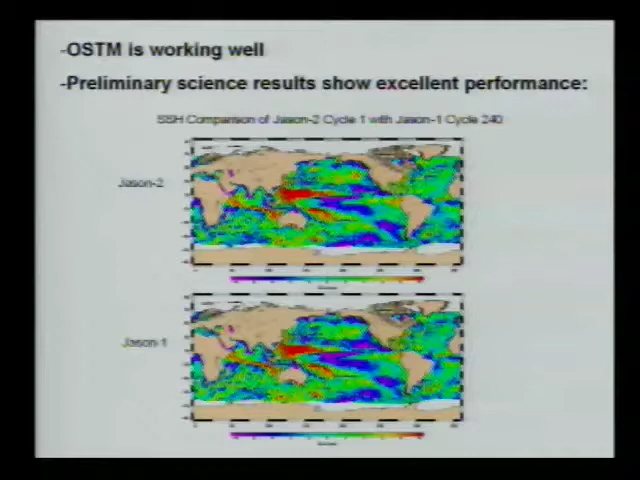 -OSTM is working well
-Preliminary science results show excellent performance:
SSH Comparison of Jason-2 Cycle 1 with Jason-1 Cycle 240
Jason-2
Jason-1